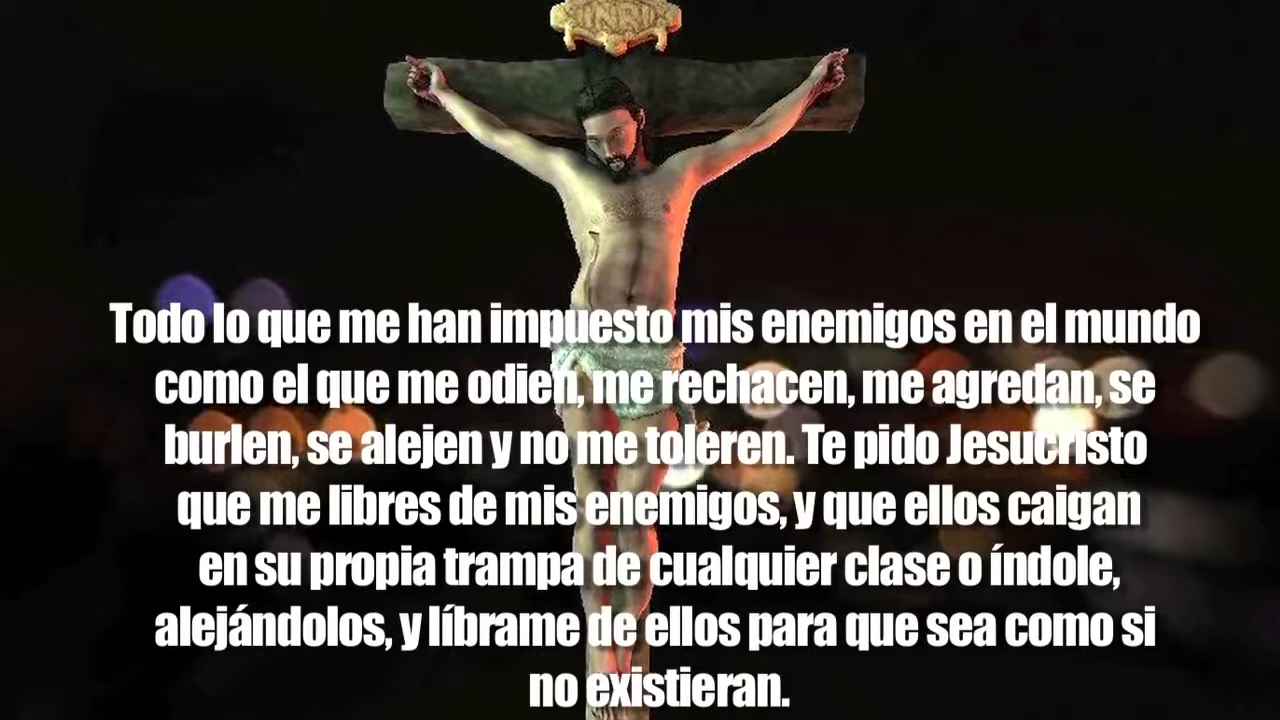 INRI
Todo lo que me han impuesto mis enemigos en el mundo
como el que me odien, me rechacen, me agredan, se
burlen, se alejen y no me toleren. Te pido Jesucristo
que me libres de mis enemigos, y que ellos caigan
en su propia trampa de cualquier clase o índole,
alejándolos, y líbrame de ellos para que sea como si
no existieran.